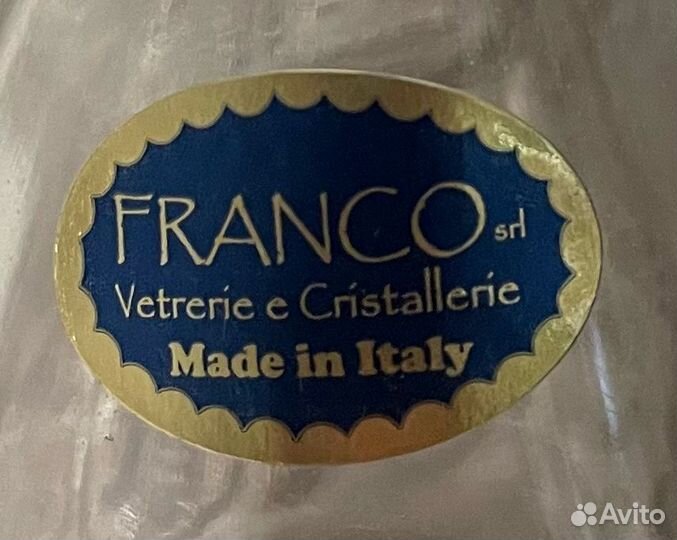 FRANCO srl
Vetrerie e Cristallerie
Made in Italy
Avito